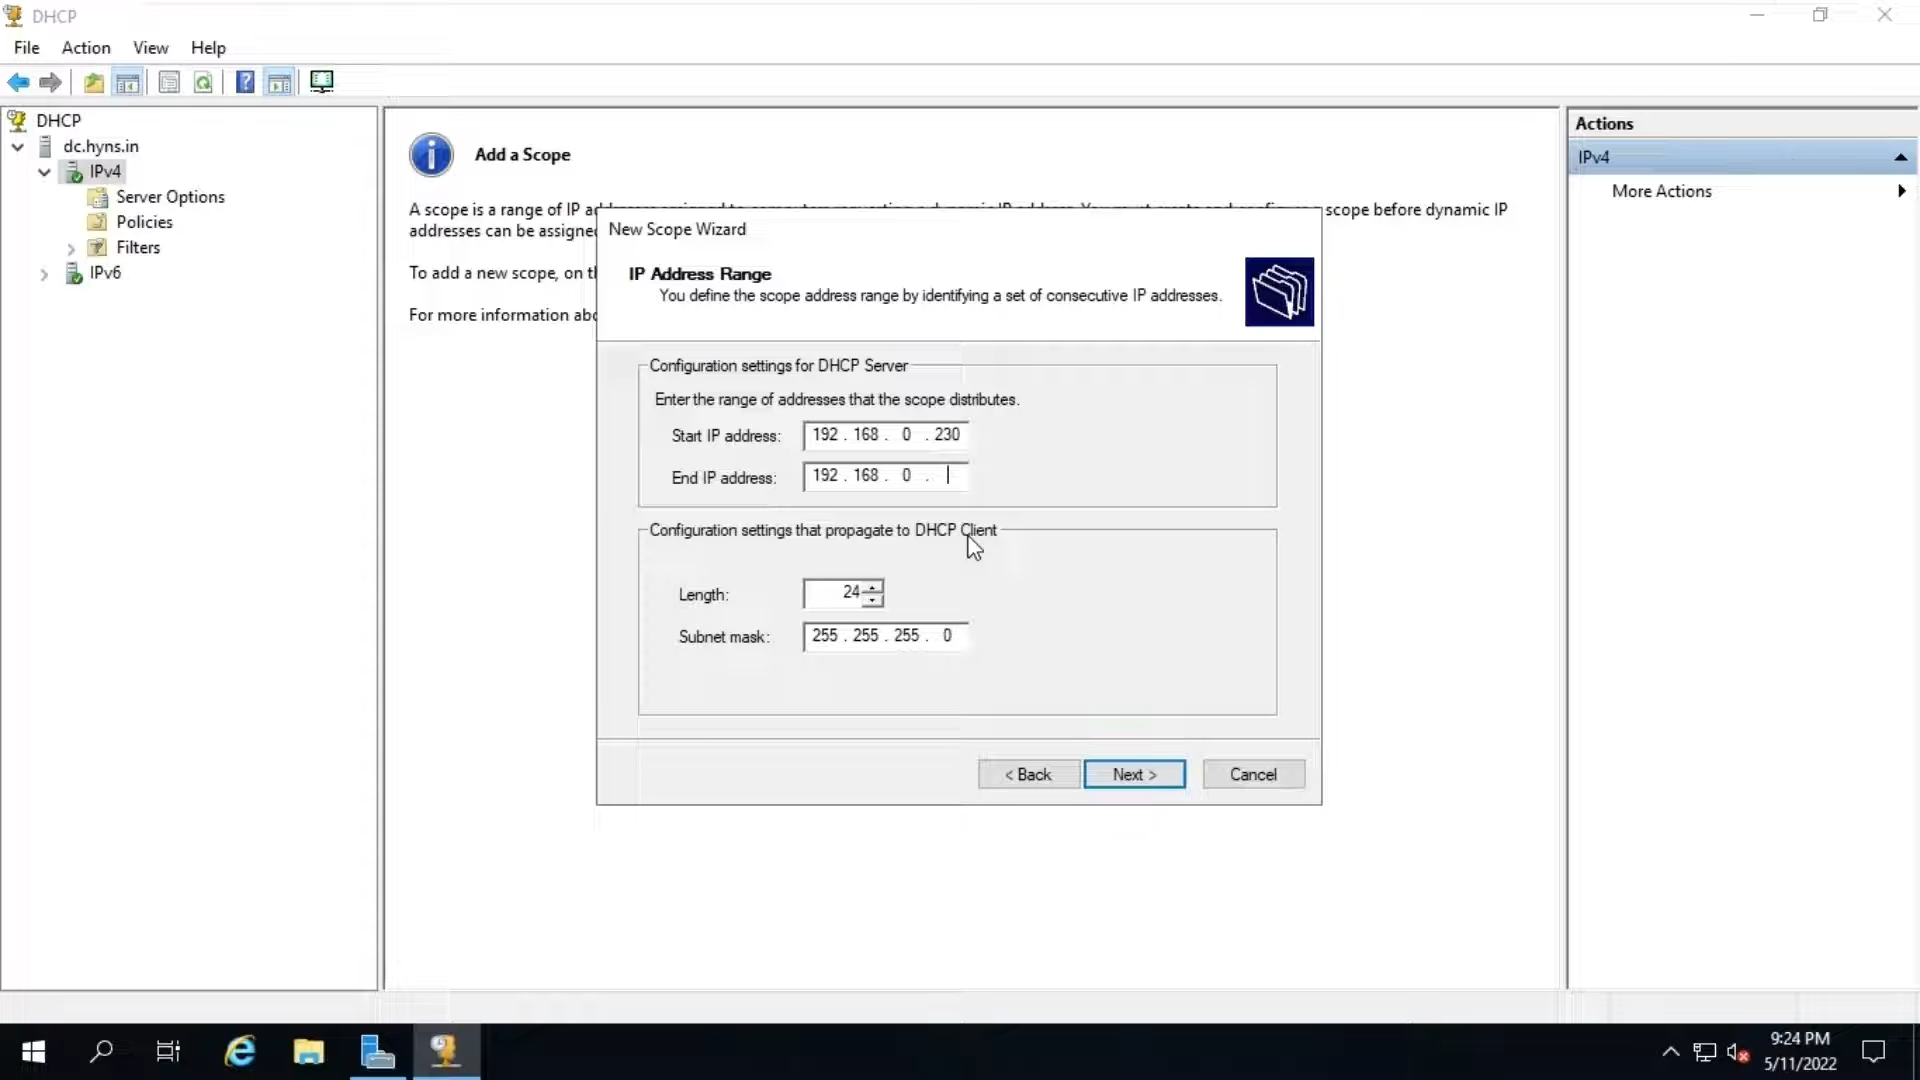 DHCP
File Action View Help
DHCP
dc.hyns.in
IPv4
Server Options
Policies
Filters
IPv6
Add a Scope
A scope is a range of IP
scope before dynamic IP
addresses can be assigned
To add a new scope, on
For more information
New Scope Wizard
IP Address Range
You define the scope address range by identifying a set of consecutive IP addresses.
Configuration settings for DHCP Server
Enter the range of addresses that the scope distributes.
Start IP address: 192 . 168 . 0 . 230
End IP address: 192 . 168 . 0 .
Configuration settings that propagate to DHCP Client
Length: 24
Subnet mask: 255 . 255 . 255 . 0
< Back Next > Cancel
Actions
IPv4
More Actions
9:24 PM
5/11/2022